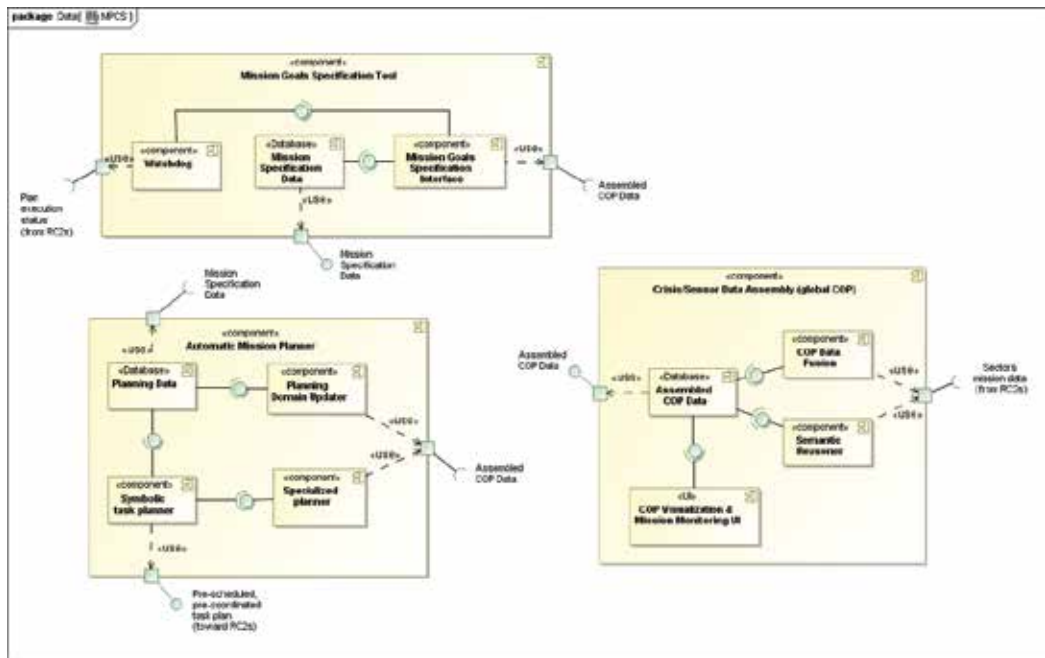 package Data[ MPCS ]
«component»
Mission Goals Specification Tool
«component»
Watchdog
«Database»
Mission
Specification
Data
«component»
Mission Goals
Specification
Interface
«use»
«use»
«use»
Plan
execution
status
(from RC2s)
Assembled
COP Data
Mission
Specification
Data
Mission
Specification
Data
«component»
Automatic Mission Planner
«use»
«Database»
Planning Data
«component»
Planning
Domain Updater
«use»
«use»
«component»
Symbolic
task planner
«component»
Specialized
planner
Assembled
COP Data
«use»
Pre-scheduled,
pre-coordinated
task plan
(toward RC2s)
«component»
Crisis/Sensor Data Assembly (global COP)
Assembled
COP Data
«use»
«Database»
Assembled
COP Data
«component»
COP Data
Fusion
«use»
«use»
Sectors
mission data
(from RC2s)
«component»
Semantic
Reasoner
«UI»
COP Visualization &
Mission Monitoring UI